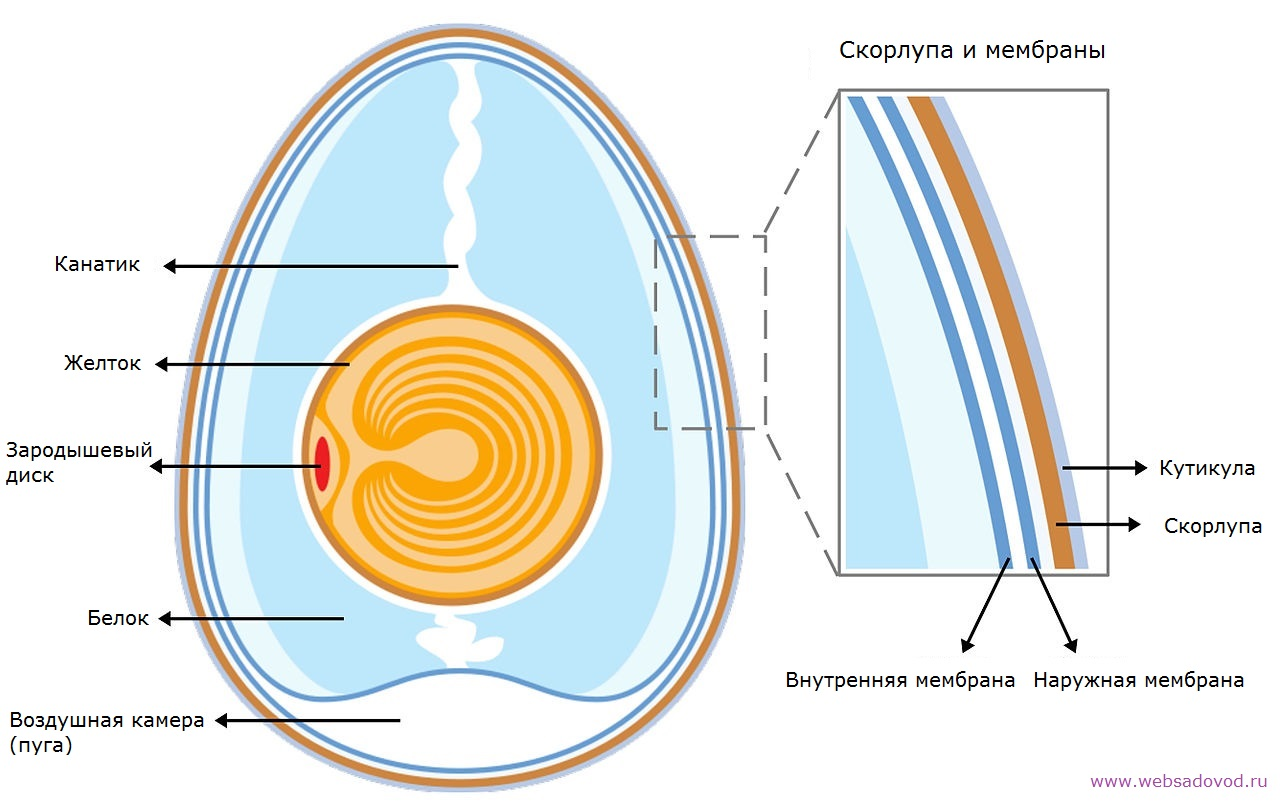 Скорлупа и мембраны
Канатик
Желток
Зародышевый
диск
Белок
Воздушная камера
(пуга)
Кутикула
Скорлупа
Внутренняя мембрана
Наружная мембрана
www.websadovod.ru